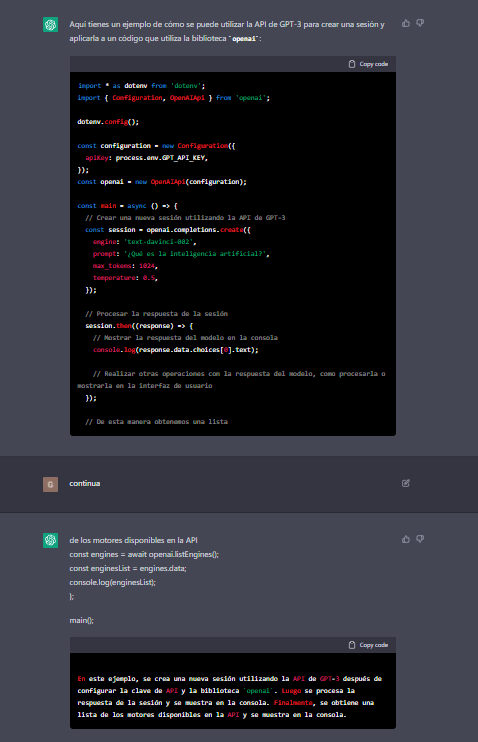 Aquí tienes un ejemplo de cómo se puede utilizar la API de GPT-3 para crear una sesión y
aplicarla a un código que utiliza la biblioteca `openai`:
Copy code
import * as dotenv from 'dotenv';
import { Configuration, OpenAIApi } from 'openai';
dotenv.config();
const configuration = new Configuration({
apiKey: process.env.GPT_API_KEY,
});
const openai = new OpenAIApi(configuration);
const main = async () => {
// Crear una nueva sesión utilizando la API de GPT-3
const session = openai.completions.create({
engine: 'text-davinci-002',
prompt: '¿Qué es la inteligencia artificial?',
max_tokens: 1024,
temperature: 0.5,
});
// Procesar la respuesta de la sesión
session.then((response) => {
// Mostrar la respuesta del modelo en la consola
console.log(response.data.choices[0].text);
// Realizar otras operaciones con la respuesta del modelo, como procesarla o
mostrarla en la interfaz de usuario
});
// De esta manera obtenemos una lista
G
continua
de los motores disponibles en la API
const engines = await openai.listEngines();
const enginesList = engines.data;
console.log(enginesList);
};
main();
Copy code
En este ejemplo, se crea una nueva sesión utilizando la API de GPT-3 después de
configurar la clave de API y la biblioteca `openai`. Luego se procesa la
respuesta de la sesión y se muestra en la consola. Finalmente, se obtiene una
lista de los motores disponibles en la API y se muestra en la consola.